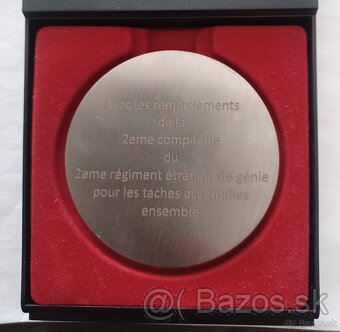 Avec les remerciements
de la
2eme compagnie
du
2eme régiment étranger de génie
pour les taches accomplies
ensemble
Bazos.sk